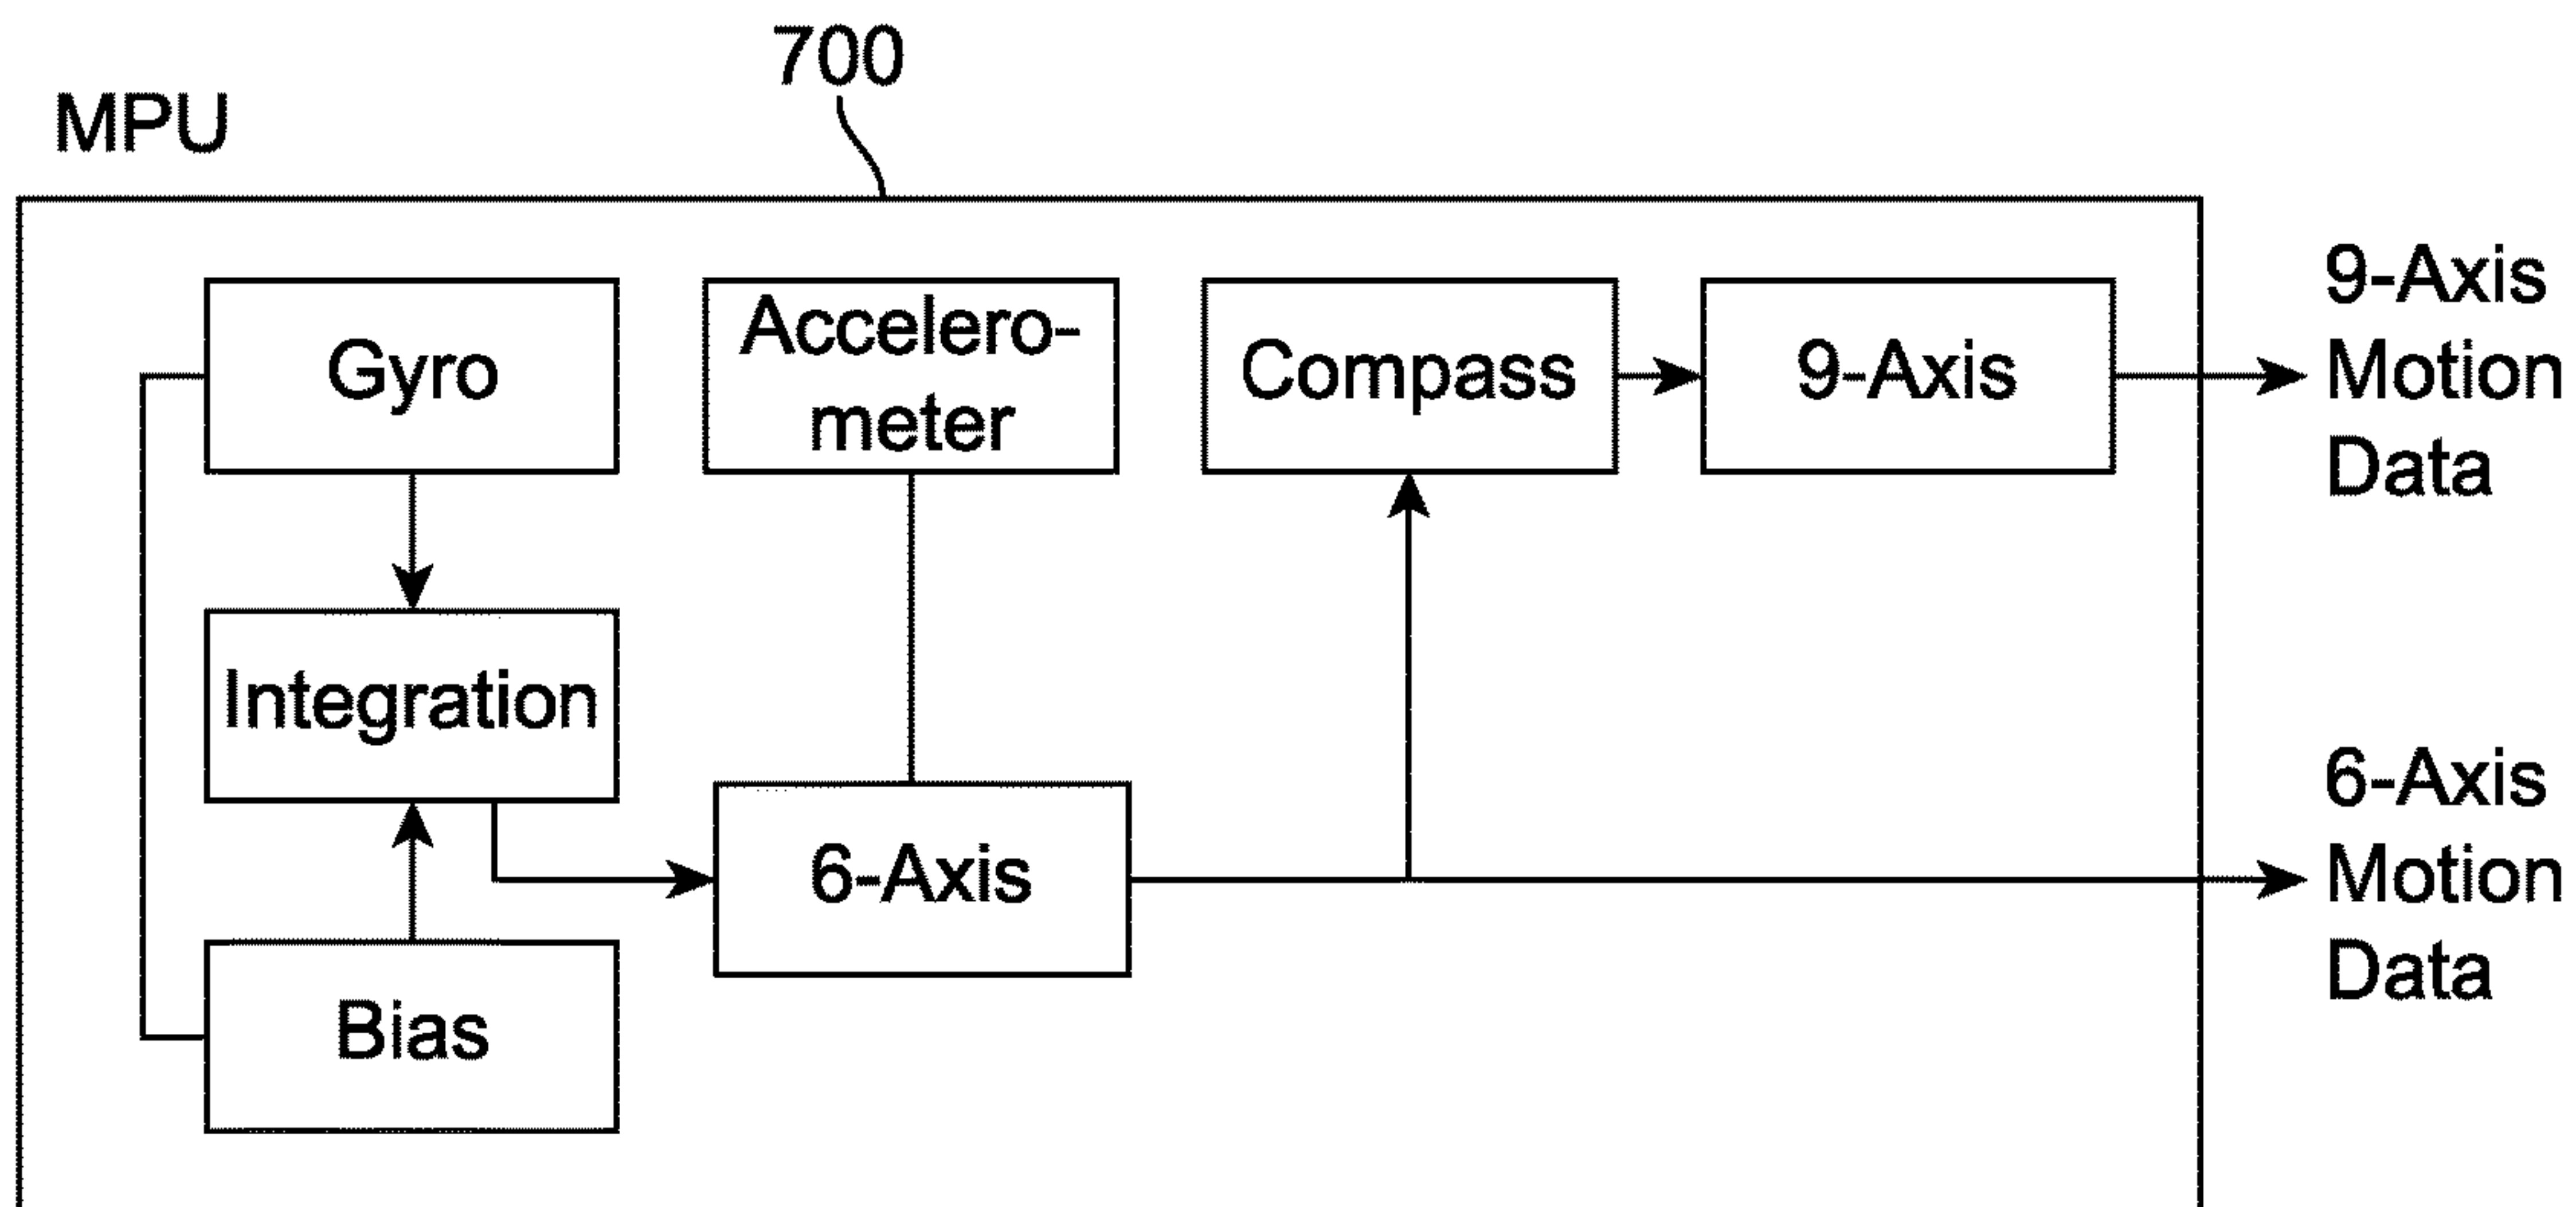 700
MPU
Gyro
Accelero-
meter
Compass
9-Axis
9-Axis
Motion
Data
Integration
6-Axis
6-Axis
Motion
Data
Bias